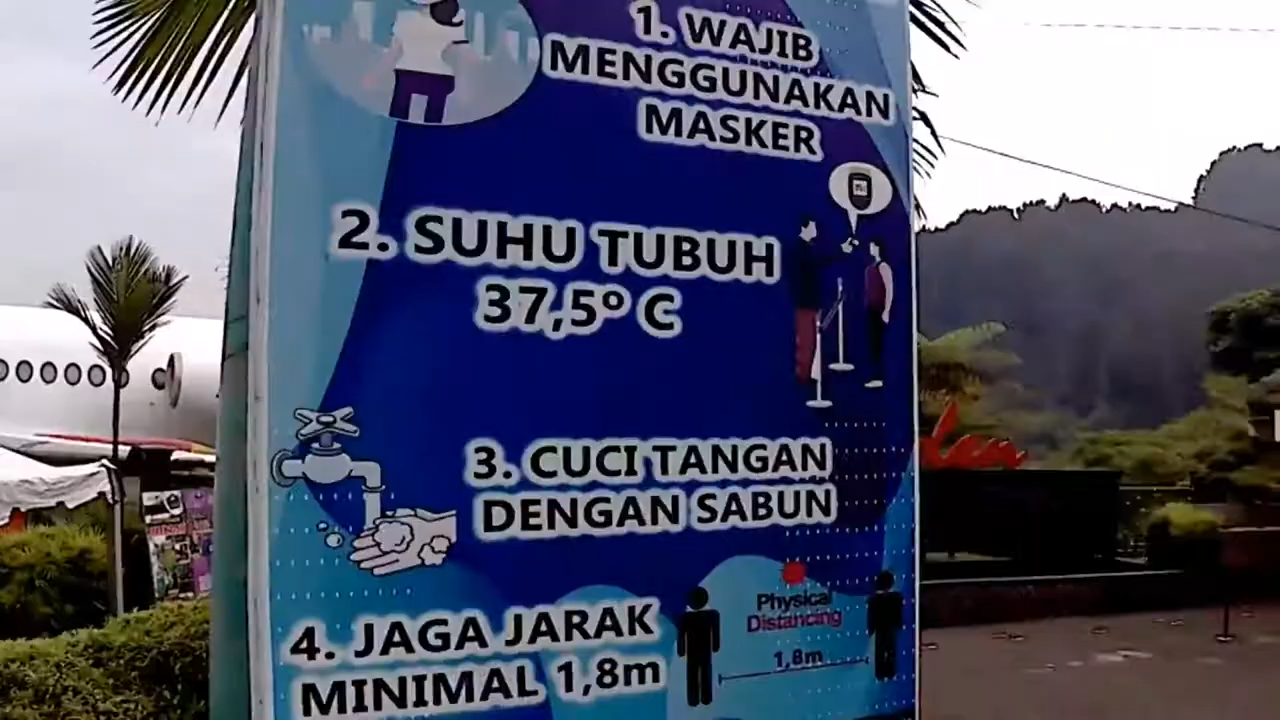 1. WAJIB
MENGGUNAKAN
MASKER
2. SUHU TUBUH
37,5º C
3. CUCI TANGAN
DENGAN SABUN
4. JAGA JARAK
MINIMAL 1,8m
Physical
Distancing
1,8m